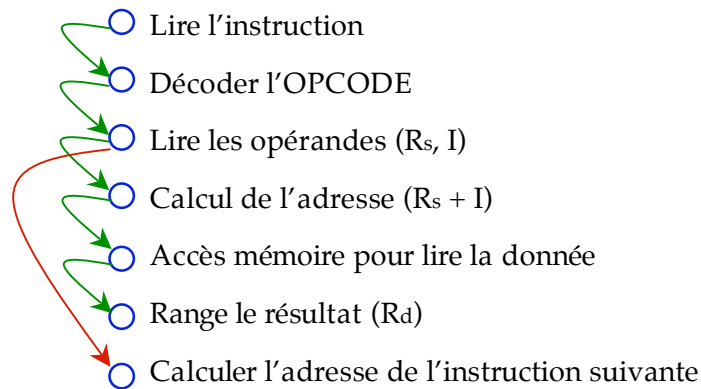 Lire l’instruction
Décoder l’OPCODE
Lire les opérandes (Rs, I)
Calcul de l’adresse (Rs + I)
Accès mémoire pour lire la donnée
Range le résultat (Rd)
Calculer l’adresse de l’instruction suivante